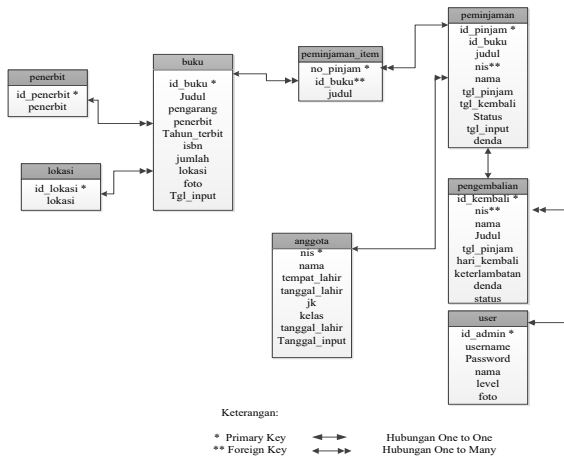 penerbit
id_penerbit *
penerbit
lokasi
id_lokasi *
lokasi
buku
id_buku *
Judul
pengarang
penerbit
Tahun_terbit
isbn
jumlah
lokasi
foto
Tgl_input
peminjaman_item
no_pinjam *
id_buku**
judul
peminjaman
id_pinjam *
id_buku
judul
nis**
nama
tgl_pinjam
tgl_kembali
Status
tgl_input
denda
pengembalian
id_kembali *
nis**
nama
Judul
tgl_pinjam
hari_kembali
keterlambatan
denda
status
anggota
nis *
nama
tempat_lahir
tanggal_lahir
jk
kelas
tanggal_lahir
Tanggal_input
user
id_admin *
username
Password
nama
level
foto
Keterangan:
* Primary Key Hubungan One to One
** Foreign Key Hubungan One to Many